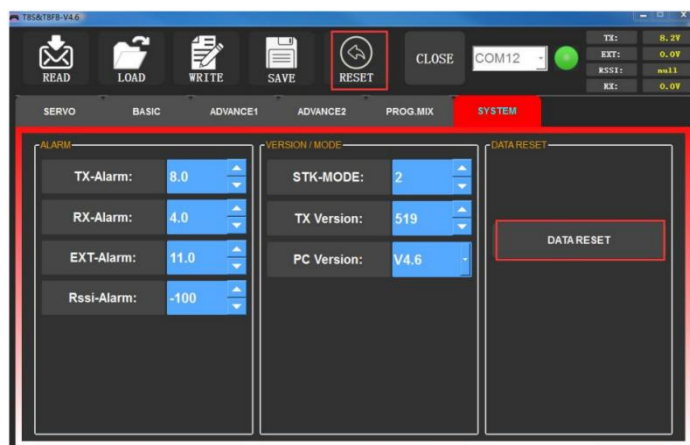 T8S&T8FB-V4.6
READ LOAD WRITE SAVE RESET CLOSE COM12
TX: 8.2V
EXT: 0.0V
RSSI: null
RX: 0.0V
SERVO BASIC ADVANCE1 ADVANCE2 PROG.MIX SYSTEM
ALARM VERSION / MODE DATA RESET
TX-Alarm: 8.0 STK-MODE: 2
RX-Alarm: 4.0 TX Version: 519
DATA RESET
EXT-Alarm: 11.0 PC Version: V4.6
Rssi-Alarm: -100